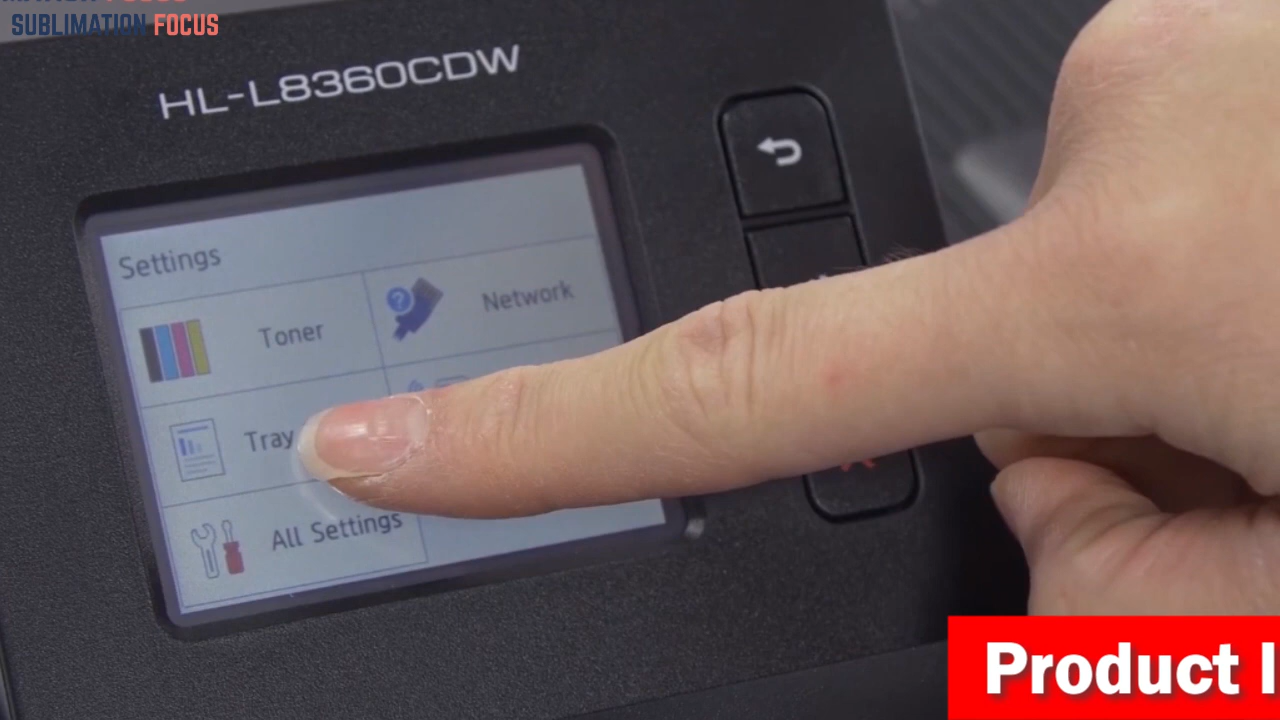 SUBLIMATION FOCUS
HL-L8360CDW
Settings
Toner
Network
Tray
All Settings
Product